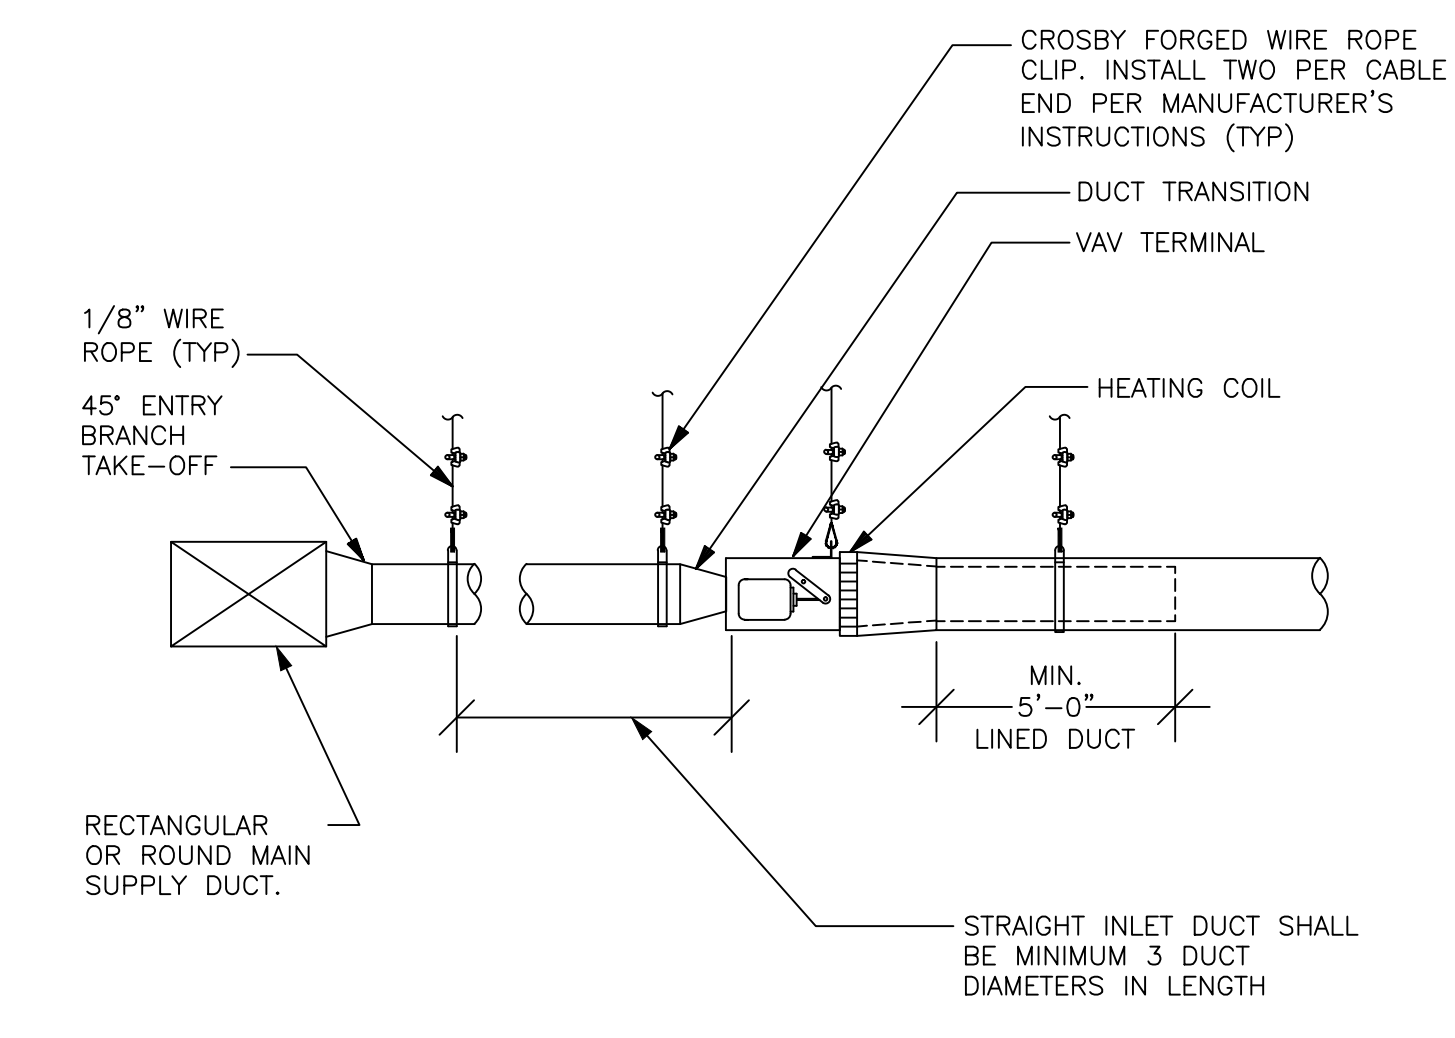 CROSBY FORGED WIRE ROPE
CLIP. INSTALL TWO PER CABLE
END PER MANUFACTURER'S
INSTRUCTIONS (TYP)
DUCT TRANSITION
VAV TERMINAL
1/8" WIRE
ROPE (TYP)
45° ENTRY
BRANCH
TAKE-OFF
HEATING COIL
MIN.
5'-0"
LINED DUCT
RECTANGULAR
OR ROUND MAIN
SUPPLY DUCT.
STRAIGHT INLET DUCT SHALL
BE MINIMUM 3 DUCT
DIAMETERS IN LENGTH